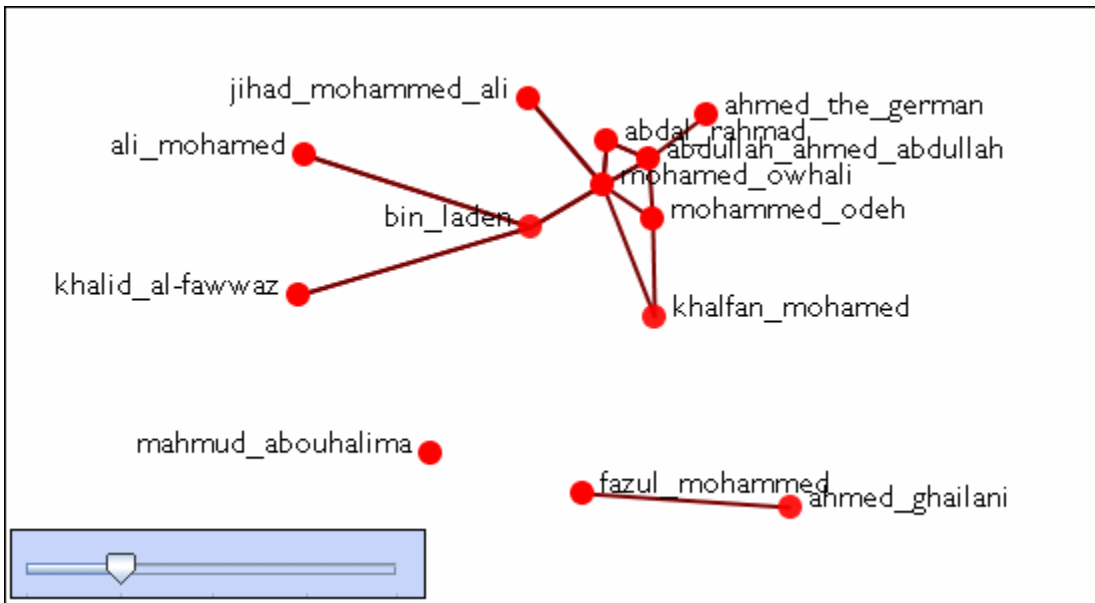 jihad_mohammed_ali
ahmed_the_german
abdal_rahmad
ali_mohamed
abdullah_ahmed_abdullah
mohamed_owhali
bin_laden
mohammed_odeh
khalid_al-fawwaz
khalfan_mohamed
mahmud_abouhalima
fazul_mohammed
ahmed_ghailani